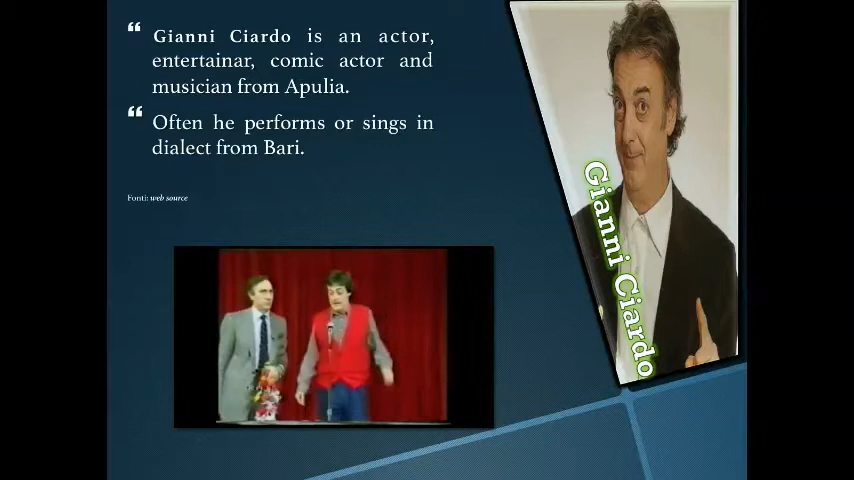 “ Gianni Ciardo is an actor,
entertainar, comic actor and
musician from Apulia.
“ Often he performs or sings in
dialect from Bari.
Fonti: web source
Gianni Ciardo